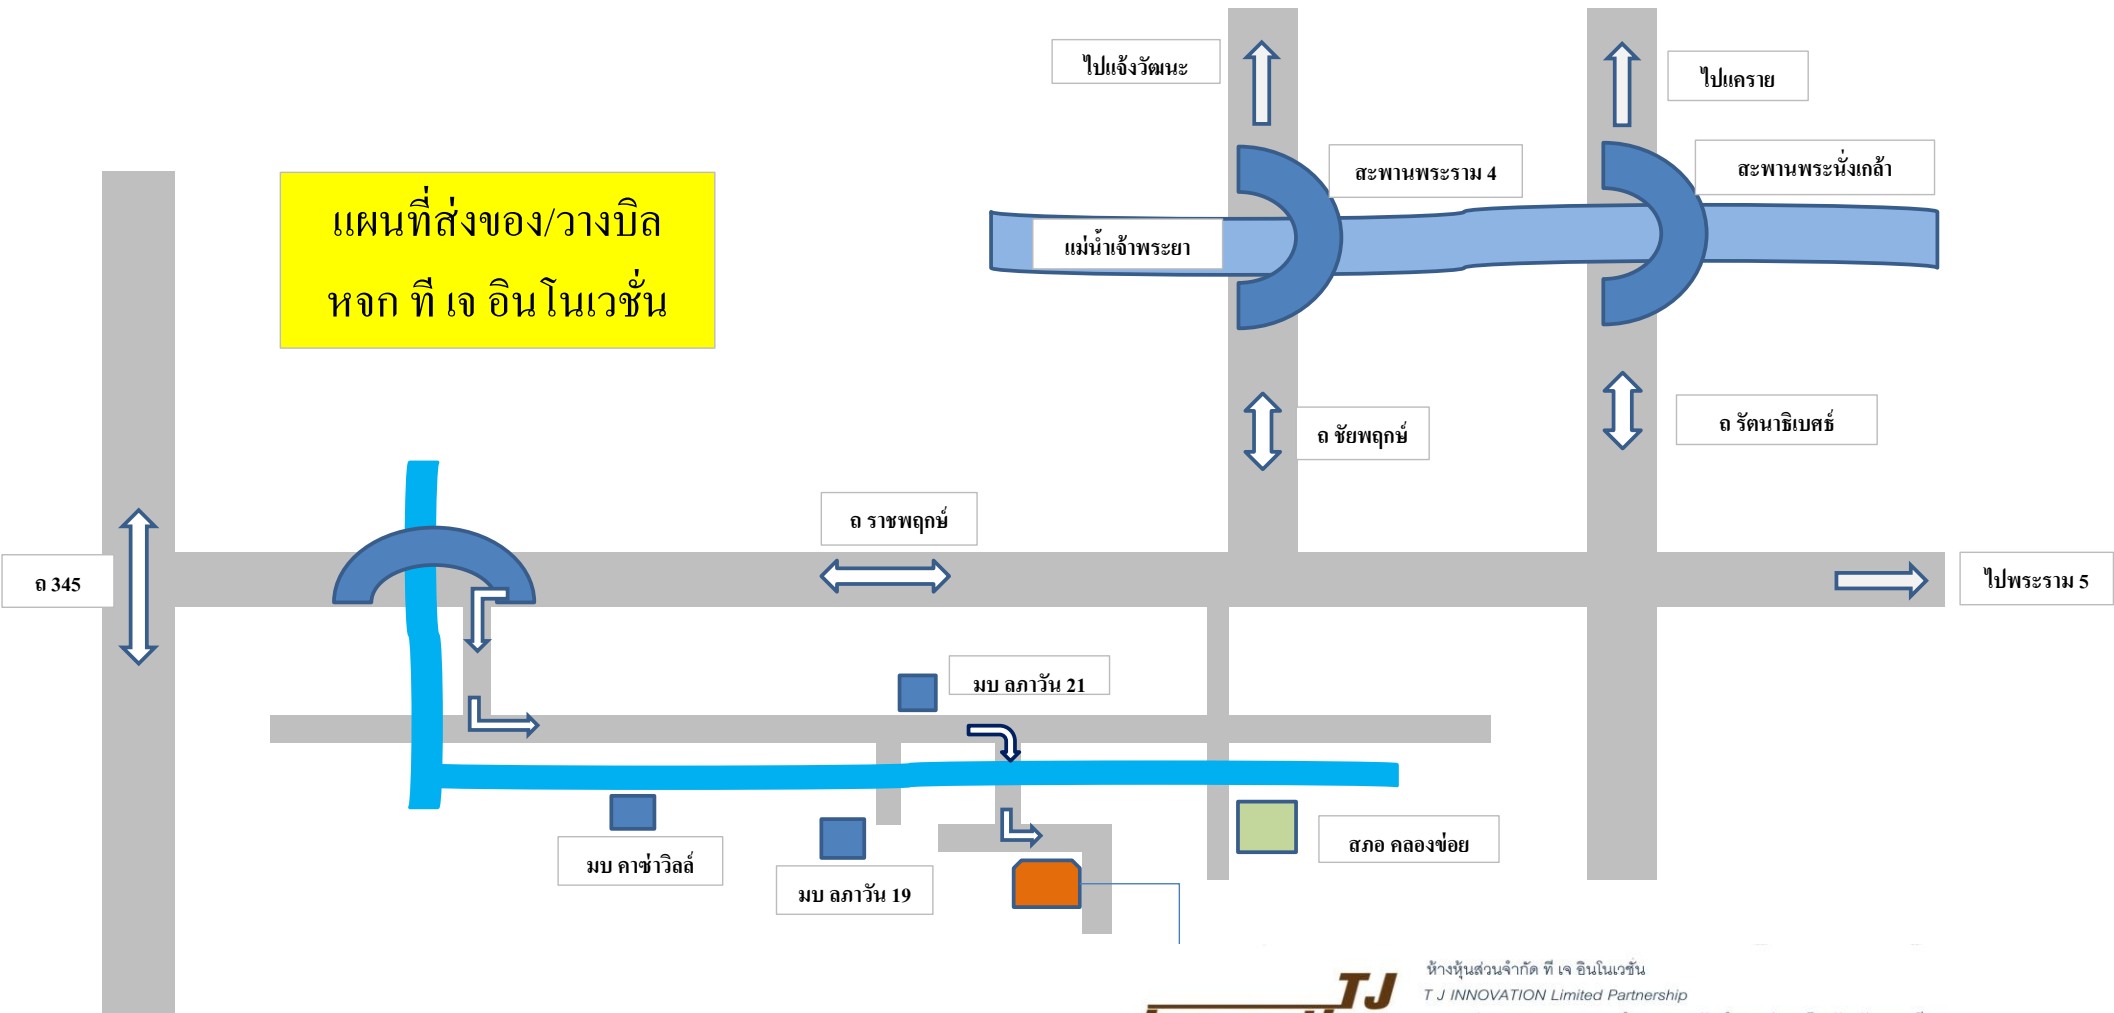 ไปแจ้งวัฒนะ
ไปแคราย
สะพานพระราม 4
สะพานพระนั่งเกล้า
แผนที่ส่งของ/วางบิล
หจก ที เจ อินโนเวชั่น
แม่น้ำเจ้าพระยา
ถ ชัยพฤกษ์
ถ รัตนาธิเบศธ์
ถ ราชพฤกษ์
ถ 345
ไปพระราม 5
มบ ลภาวัน 21
มบ คาซ่าวิลล์
มบ ลภาวัน 19
สภอ คลองข่อย
TJ
ห้างหุ้นส่วนจำกัด ที เจ อินโนเวชั่น
T J INNOVATION Limited Partnership